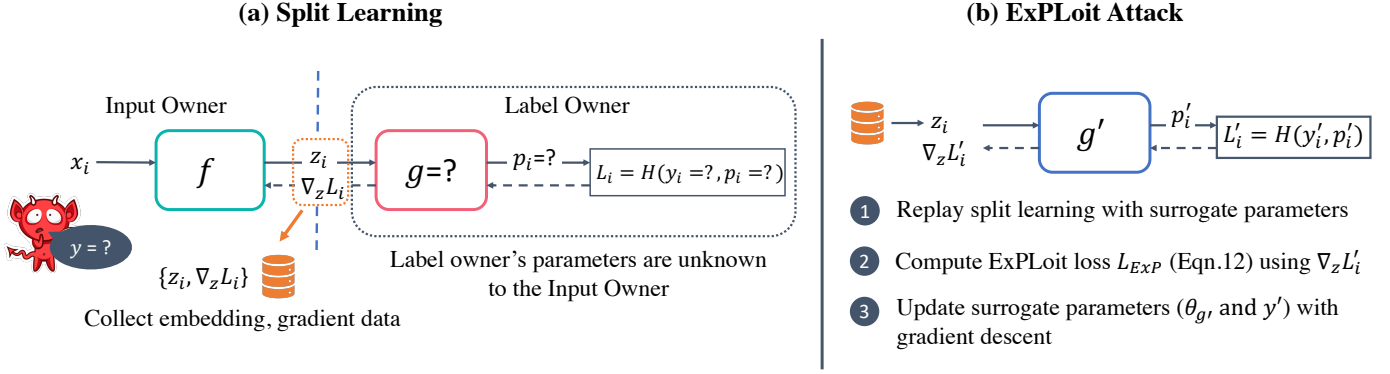 (a) Split Learning
Input Owner
Label Owner
x_i
f
z_i
∇_z L_i
g=?
p_i=?
L_i = H(y_i =?, p_i =?)
y = ?
{z_i, ∇_z L_i}
Collect embedding, gradient data
Label owner's parameters are unknown
to the Input Owner
(b) ExPLoit Attack
z_i
∇_z L'_i
g'
p'_i
L'_i = H(y'_i, p'_i)
1 Replay split learning with surrogate parameters
2 Compute ExPLoit loss L_ExP (Eqn.12) using ∇_z L'_i
3 Update surrogate parameters (θ_g' and y') with
gradient descent